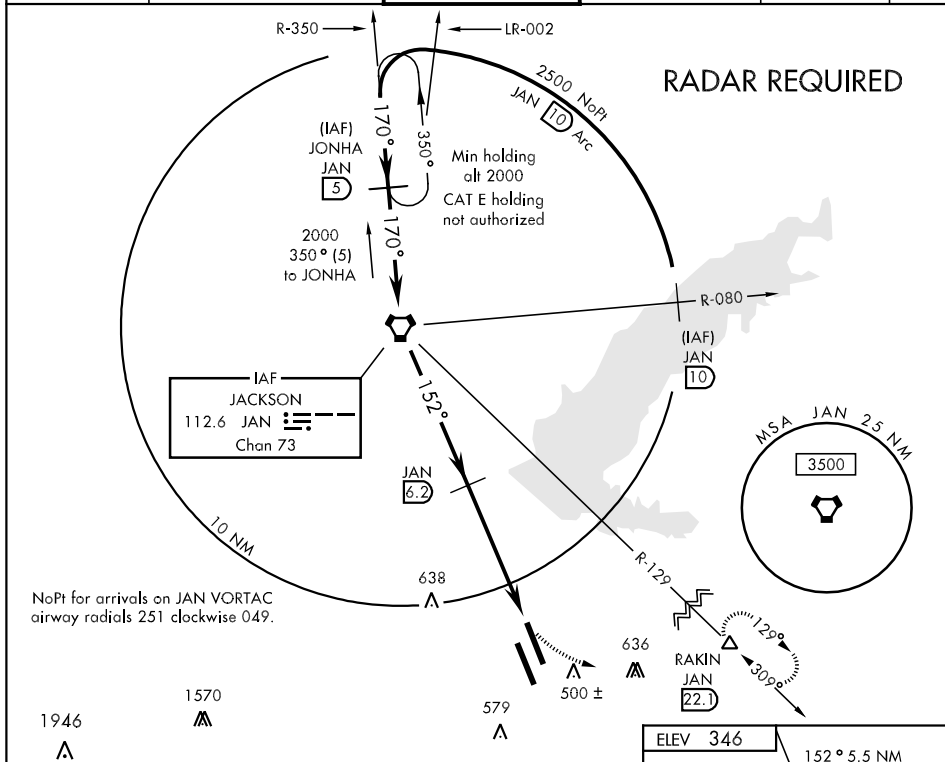 R-350
LR-002
RADAR REQUIRED
2500 NoPt
JAN 10 Arc
170°
350°
(IAF)
JONHA
JAN
5
Min holding
alt 2000
CAT E holding
not authorized
170°
2000
350° (5)
to JONHA
R-080
(IAF)
JAN
10
IAF
JACKSON
112.6 JAN
Chan 73
152°
JAN
6.2
MSA JAN 25 NM
3500
10 NM
R-129
NoPt for arrivals on JAN VORTAC
airway radials 251 clockwise 049.
638
129°
309°
RAKIN
JAN
22.1
636
500 ±
579
1570
1946
ELEV 346
152° 5.5 NM